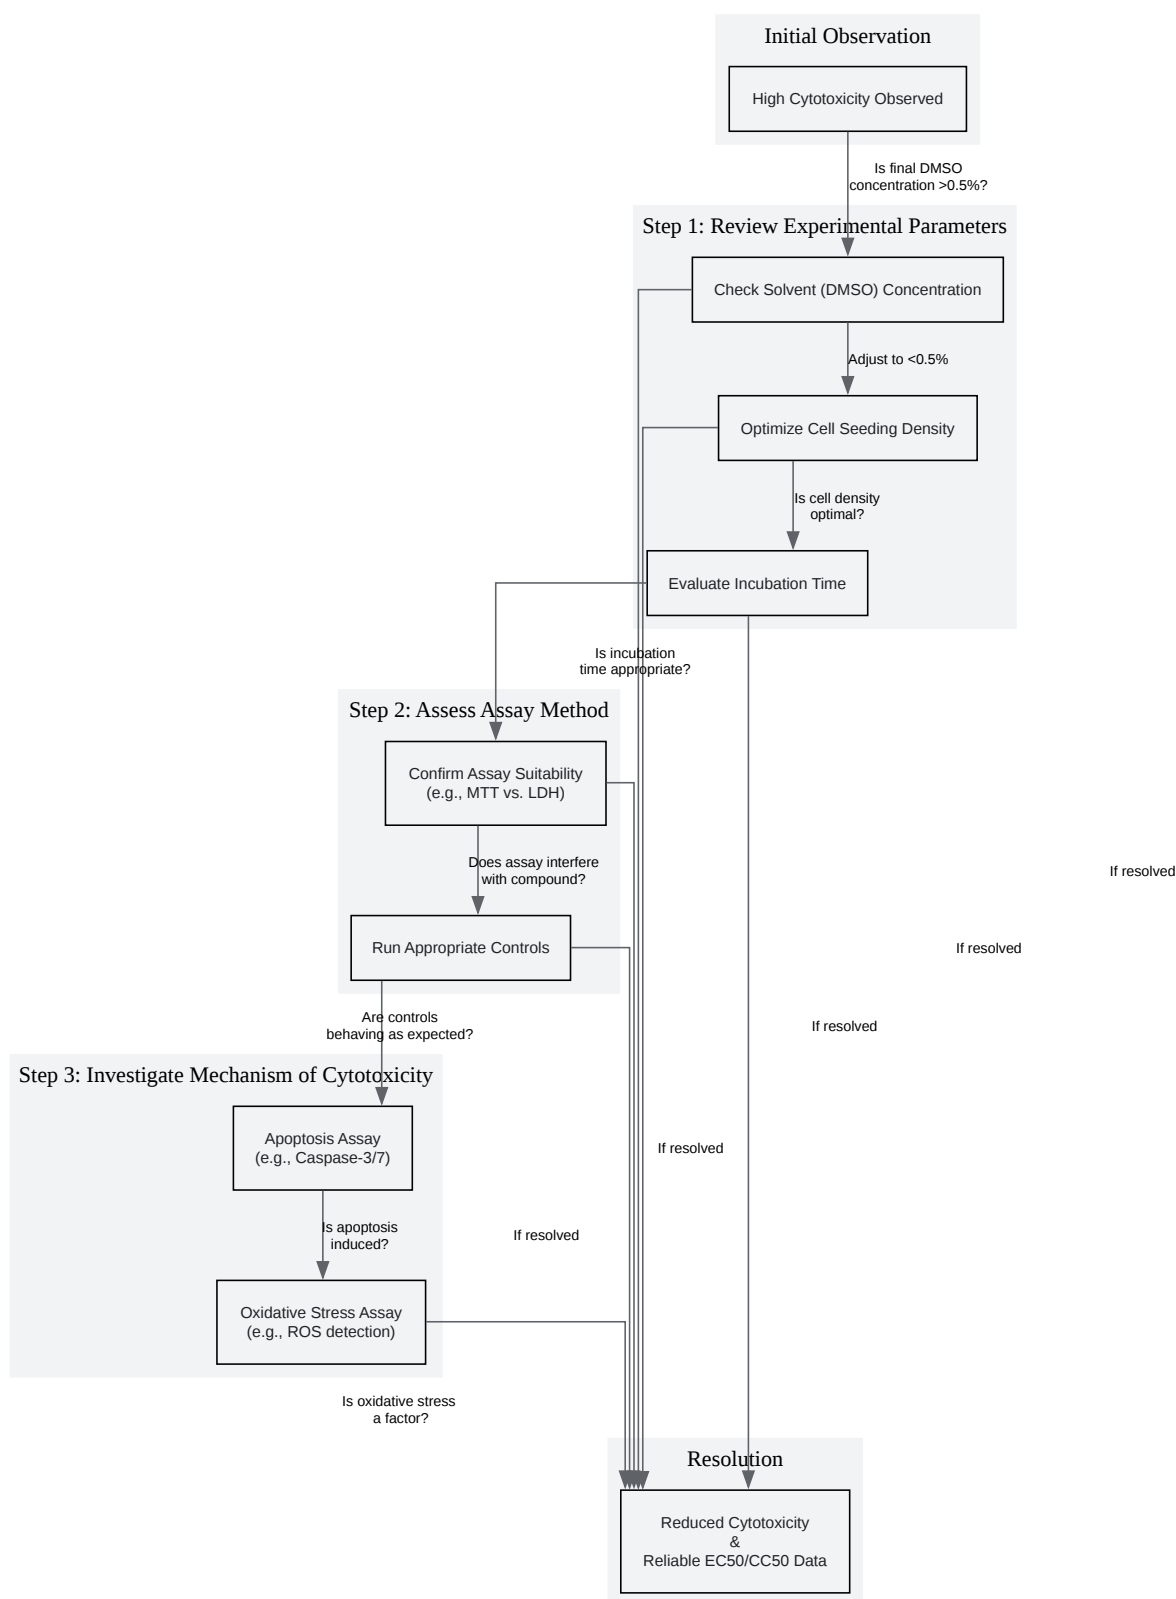 Initial Observation
High Cytotoxicity Observed
Is final DMSO
concentration >0.5%?
Step 1: Review Experimental Parameters
Check Solvent (DMSO) Concentration
Adjust to <0.5%
Optimize Cell Seeding Density
Is cell density
optimal?
Evaluate Incubation Time
Is incubation
time appropriate?
Step 2: Assess Assay Method
Confirm Assay Suitability
(e.g., MTT vs. LDH)
Does assay interfere
with compound?
If resolved
Run Appropriate Controls
If resolved
Are controls
behaving as expected?
If resolved
Step 3: Investigate Mechanism of Cytotoxicity
Apoptosis Assay
(e.g., Caspase-3/7)
If resolved
Is apoptosis
induced?
If resolved
Oxidative Stress Assay
(e.g., ROS detection)
Is oxidative stress
a factor?
Resolution
Reduced Cytotoxicity
&
Reliable EC50/CC50 Data